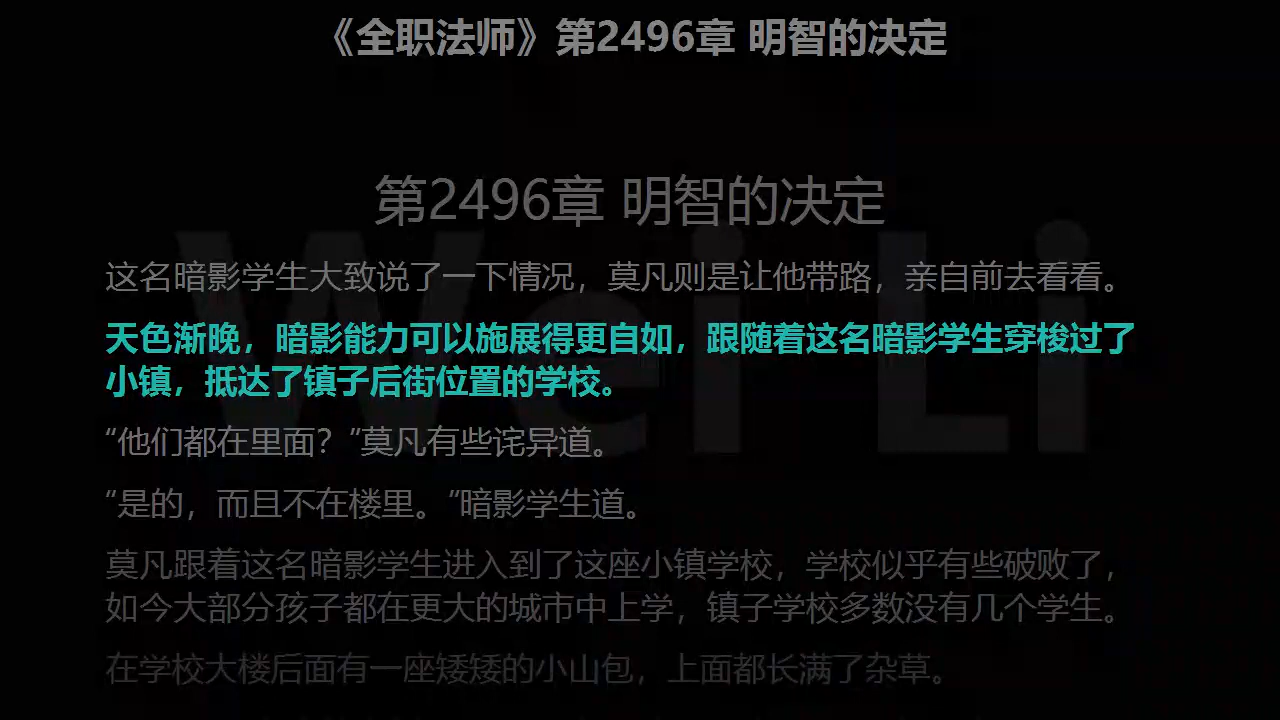 《全职法师》第2496章 明智的决定
第2496章 明智的决定
Wei Li
这名暗影学生大致说了一下情况，莫凡则是让他带路，亲自前去看看。
天色渐晚，暗影能力可以施展得更自如，跟随着这名暗影学生穿梭过了
小镇，抵达了镇子后街位置的学校。
“他们都在里面？”莫凡有些诧异道。
“是的，而且不在楼里。”暗影学生道。
莫凡跟着这名暗影学生进入到了这座小镇学校，学校似乎有些破败了，
如今大部分孩子都在更大的城市中上学，镇子学校多数没有几个学生。
在学校大楼后面有一座矮矮的小山包，上面都长满了杂草。